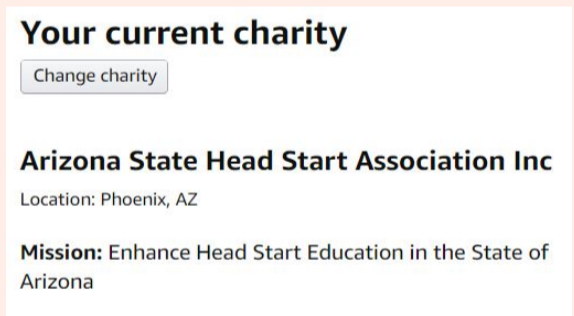 Your current charity
Change charity
Arizona State Head Start Association Inc
Location: Phoenix, AZ
Mission: Enhance Head Start Education in the State of
Arizona